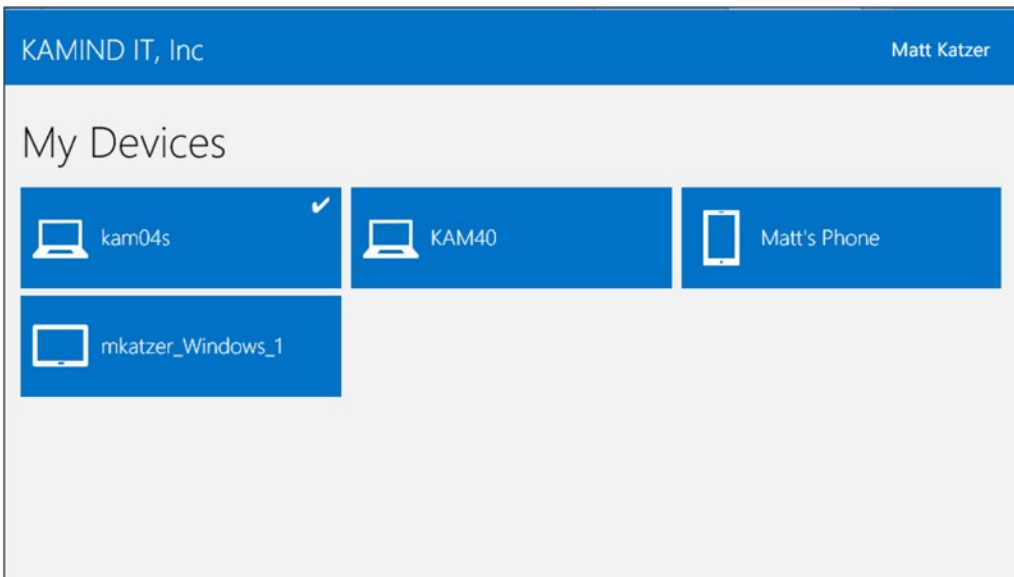 KAMIND IT, Inc
Matt Katzer
My Devices
kam04s
KAM40
Matt's Phone
mkatzer_Windows_1